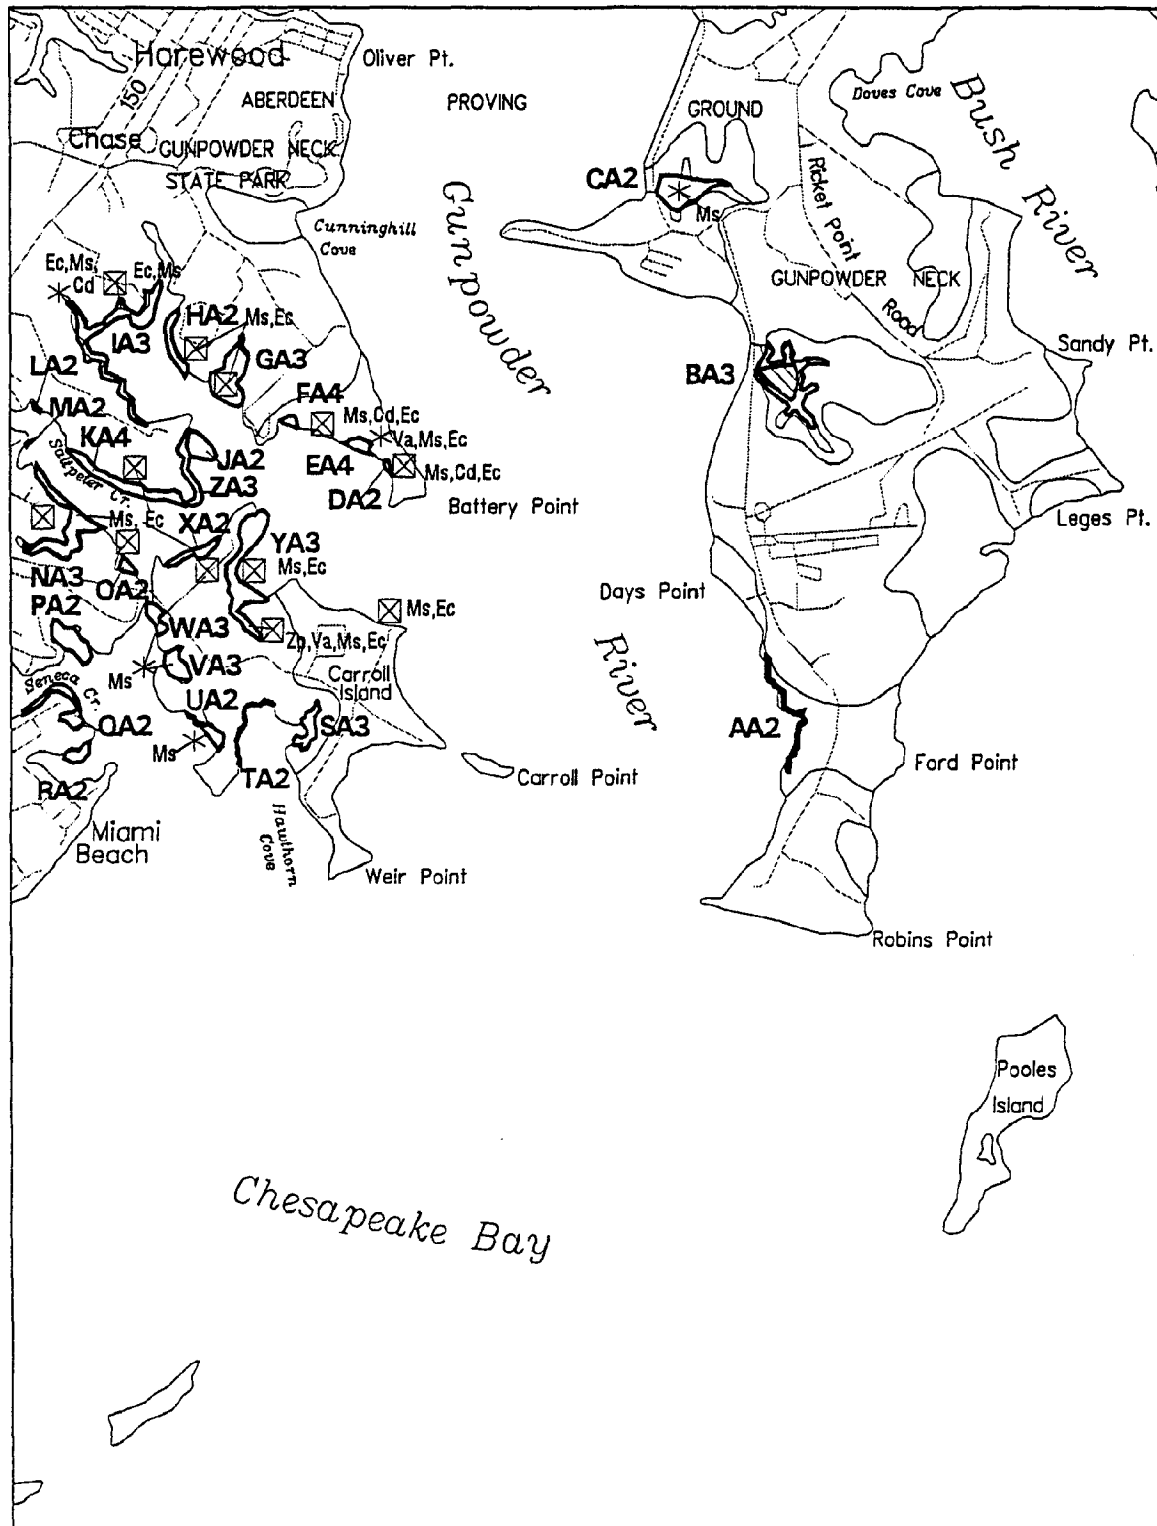 Harewood
Oliver Pt.
150
ABERDEEN
PROVING
GROUND
Doves Cove
Bush River
Chase
GUNPOWDER NECK
STATE PARK
CA2
Ms
Ricket Point Road
Gunpowder
Cunninghill
Cove
GUNPOWDER NECK
Ec,Ms,
Cd
Ec,Ms
HA2
Ms,Ec
IA3
GA3
Sandy Pt.
LA2
BA3
FA4
MA2
Ms,Cd,Ec
KA4
Va,Ms,Ec
Saltpeter Cr.
JA2
EA4
Ms,Cd,Ec
ZA3
DA2
Battery Point
Leges Pt.
Ms,Ec
XA2
YA3
Ms,Ec
NA3
OA2
Days Point
PA2
Ms,Ec
WA3
Zp,Va,Ms,Ec
River
VA3
Carroll
Island
Ms
Seneca Cr.
UA2
QA2
SA3
AA2
Ms
TA2
Ford Point
Carroll Point
RA2
Hawthorn
Cove
Miami
Beach
Weir Point
Robins Point
Pooles
Island
Chesapeake Bay